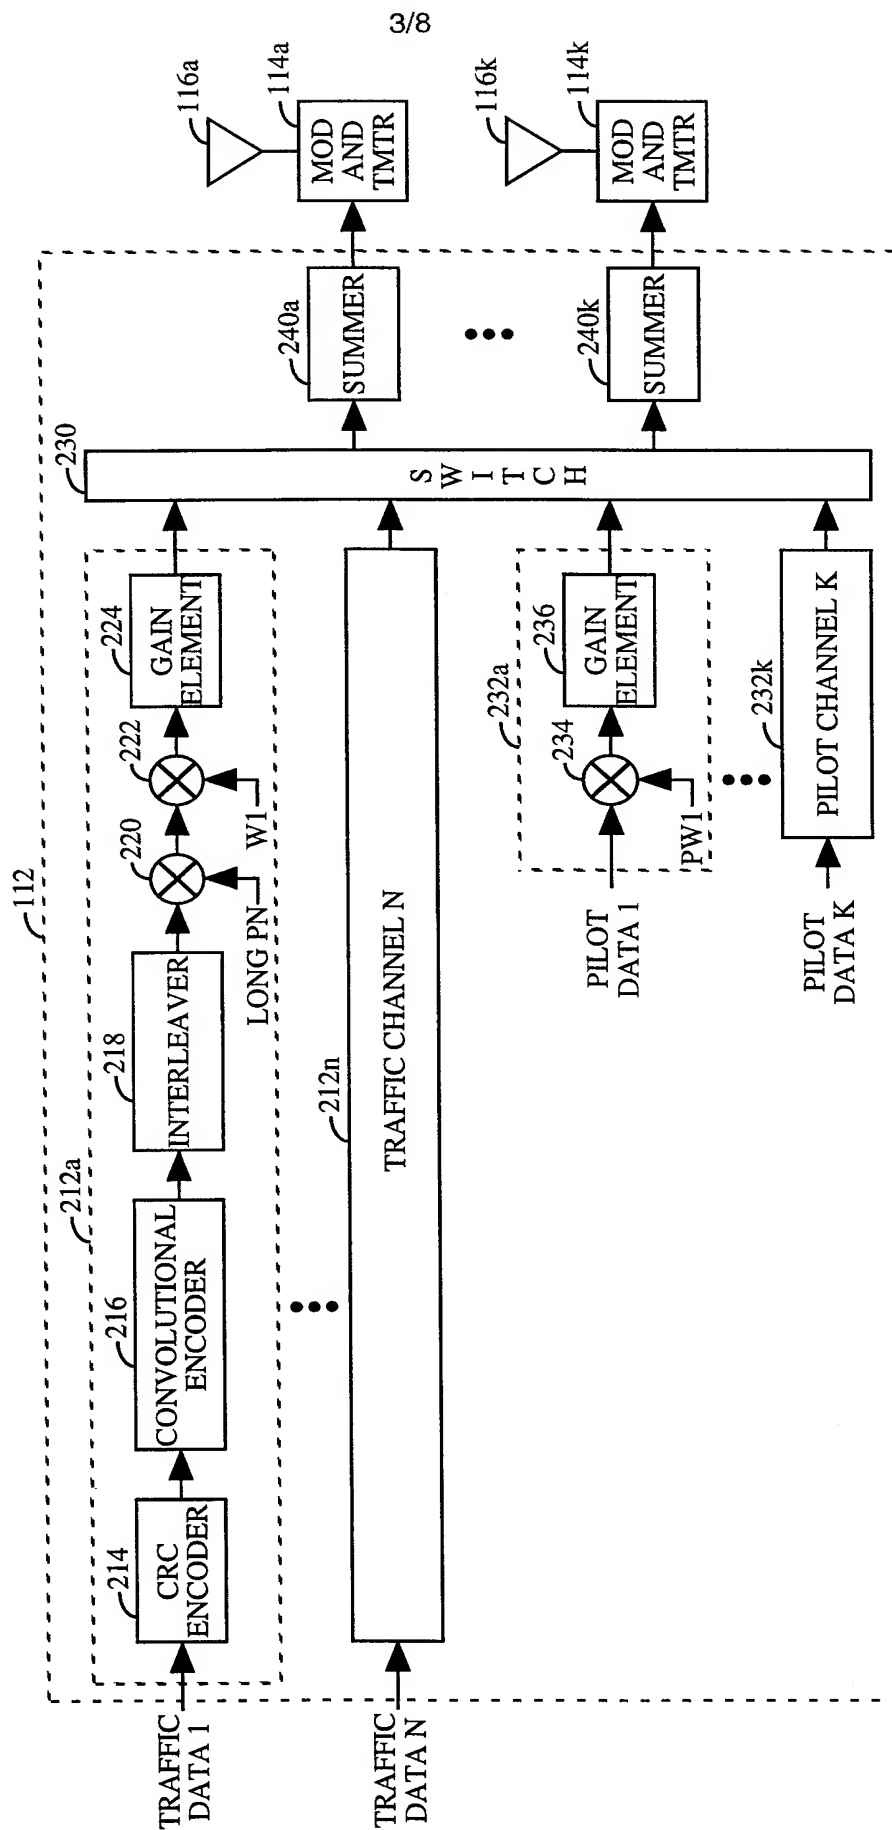 3/8
112
212a
TRAFFIC
DATA 1
214
CRC
ENCODER
216
CONVOLUTIONAL
ENCODER
218
INTERLEAVER
220
LONG PN
222
W1
224
GAIN
ELEMENT
TRAFFIC
DATA N
212n
TRAFFIC CHANNEL N
PILOT
DATA 1
232a
234
PW1
236
GAIN
ELEMENT
PILOT
DATA K
232k
PILOT CHANNEL K
230
SWITCH
240a
SUMMER
240k
SUMMER
116a
114a
MOD
AND
TMTR
116k
114k
MOD
AND
TMTR